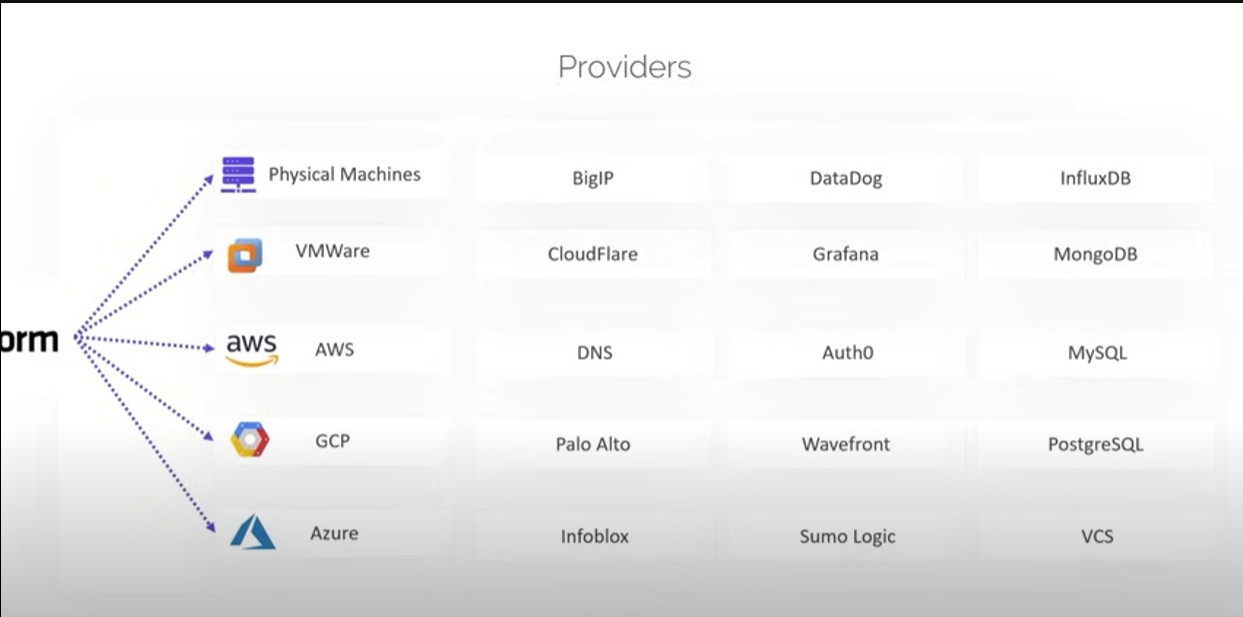 Providers
Physical Machines BigIP DataDog InfluxDB
VMWare CloudFlare Grafana MongoDB
orm
aws AWS DNS Auth0 MySQL
GCP Palo Alto Wavefront PostgreSQL
Azure Infoblox Sumo Logic VCS